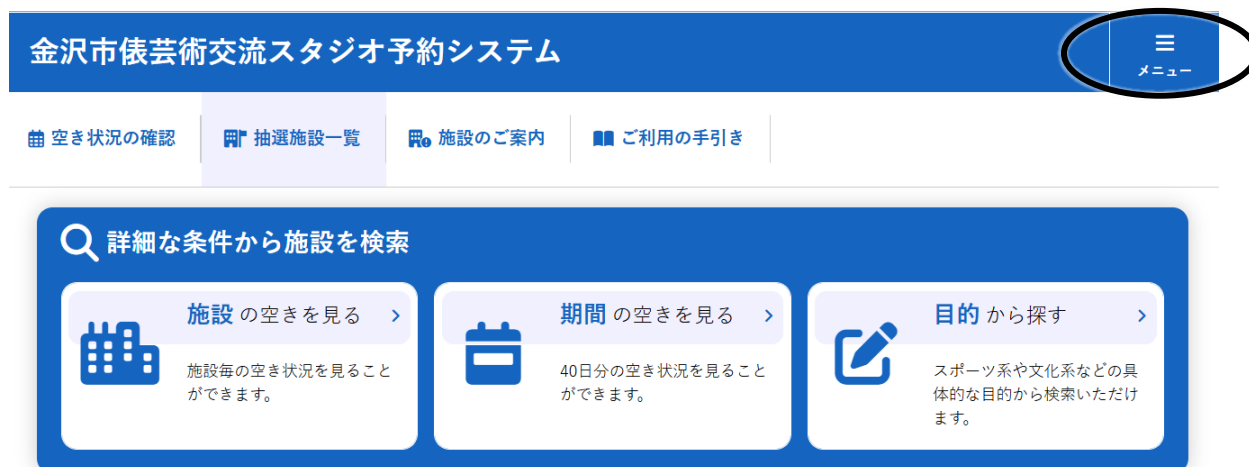 金沢市俵芸術交流スタジオ予約システム
メニュー
空き状況の確認
抽選施設一覧
施設のご案内
ご利用の手引き
詳細な条件から施設を検索
施設 の空きを見る
施設毎の空き状況を見ること
ができます。
期間 の空きを見る
40日分の空き状況を見ること
ができます。
目的 から探す
スポーツ系や文化系などの具
体的な目的から検索いただけ
ます。